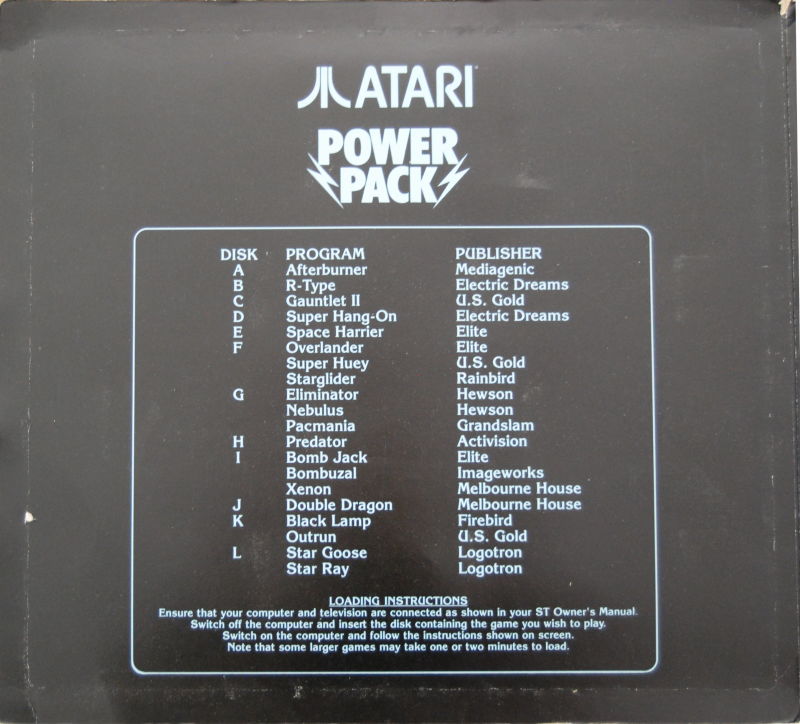 ATARI
POWER
PACK
DISK PROGRAM PUBLISHER
A Afterburner Mediagenic
B R-Type Electric Dreams
C Gauntlet II U.S. Gold
D Super Hang-On Electric Dreams
E Space Harrier Elite
F Overlander Elite
Super Huey U.S. Gold
Starglider Rainbird
G Eliminator Hewson
Nebulus Hewson
Pacmania Grandslam
H Predator Activision
I Bomb Jack Elite
Bombuzal Imageworks
Xenon Melbourne House
J Double Dragon Melbourne House
K Black Lamp Firebird
Outrun U.S. Gold
L Star Goose Logotron
Star Ray Logotron
LOADING INSTRUCTIONS
Ensure that your computer and television are connected as shown in your ST Owner's Manual.
Switch off the computer and insert the disk containing the game you wish to play.
Switch on the computer and follow the instructions shown on screen.
Note that some larger games may take one or two minutes to load.